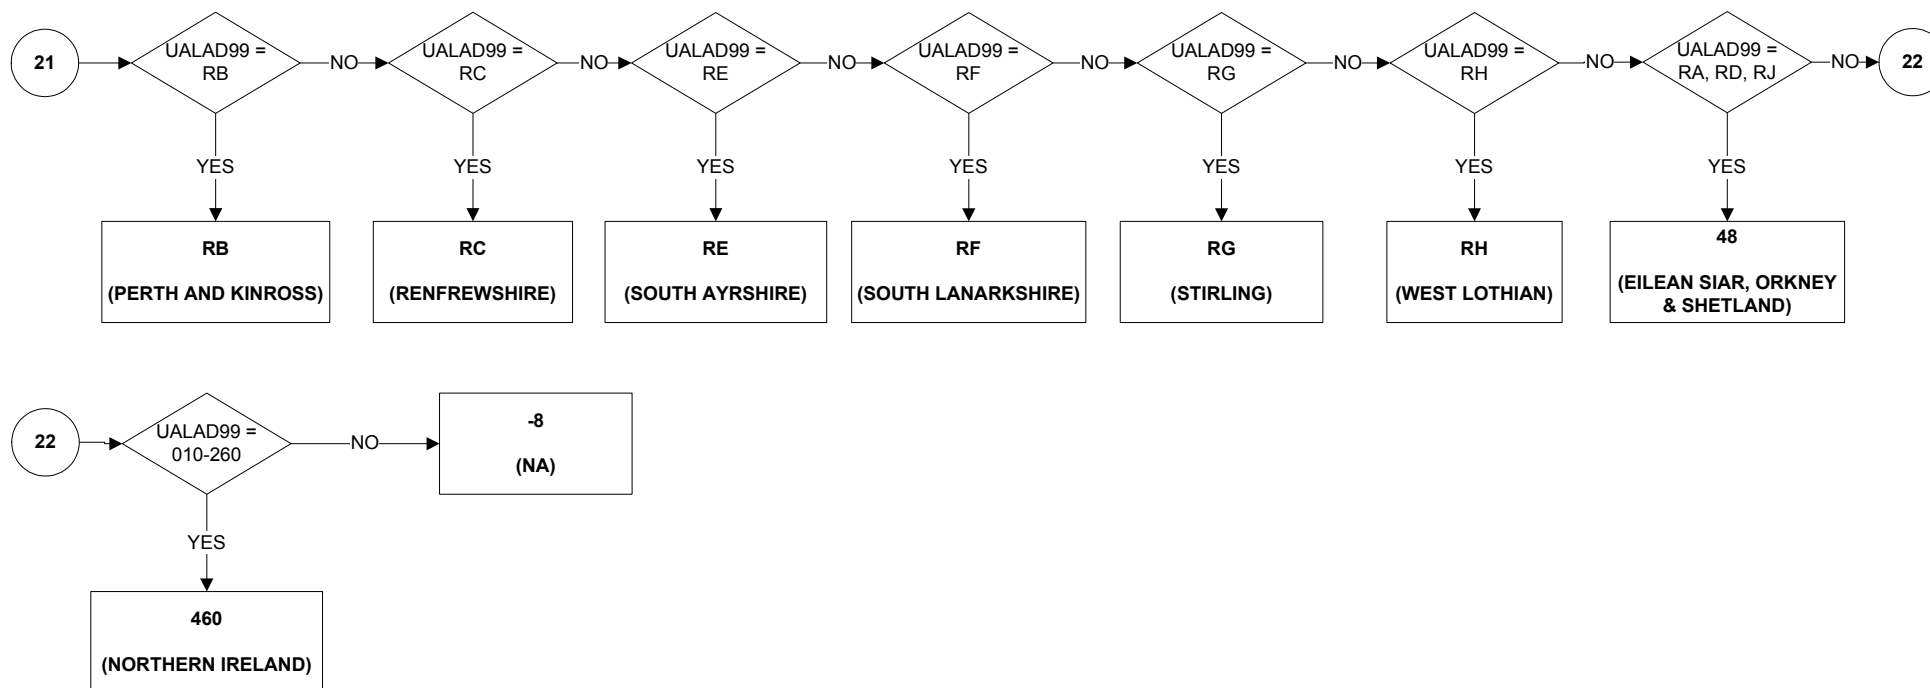 21
UALAD99 =
RB
NO
UALAD99 =
RC
NO
UALAD99 =
RE
NO
UALAD99 =
RF
NO
UALAD99 =
RG
NO
UALAD99 =
RH
NO
UALAD99 =
RA, RD, RJ
NO
22
YES
YES
YES
YES
YES
YES
YES
RB
(PERTH AND KINROSS)
RC
(RENFREWSHIRE)
RE
(SOUTH AYRSHIRE)
RF
(SOUTH LANARKSHIRE)
RG
(STIRLING)
RH
(WEST LOTHIAN)
48
(EILEAN SIAR, ORKNEY
& SHETLAND)
22
UALAD99 =
010-260
NO
-8
(NA)
YES
460
(NORTHERN IRELAND)